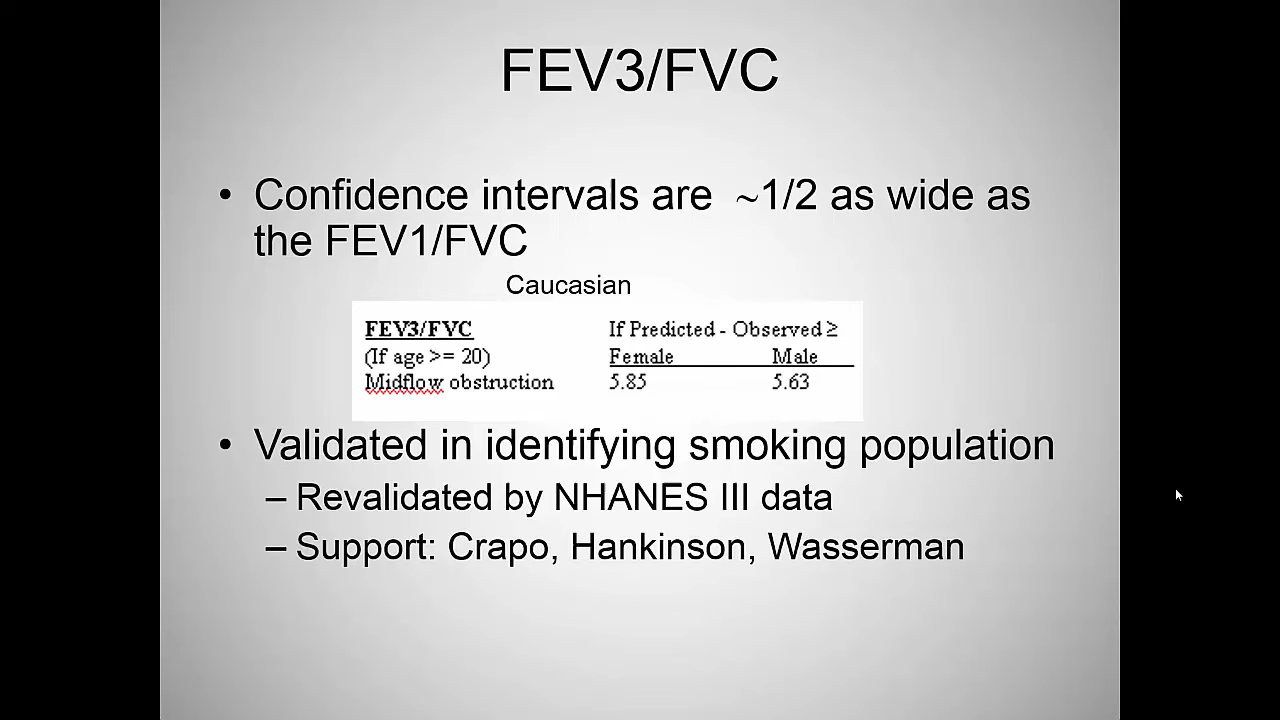 FEV3/FVC
• Confidence intervals are ~1/2 as wide as
the FEV1/FVC
Caucasian
FEV3/FVC If Predicted - Observed ≥
(If age >= 20) Female Male
Midflow obstruction 5.85 5.63
• Validated in identifying smoking population
– Revalidated by NHANES III data
– Support: Crapo, Hankinson, Wasserman